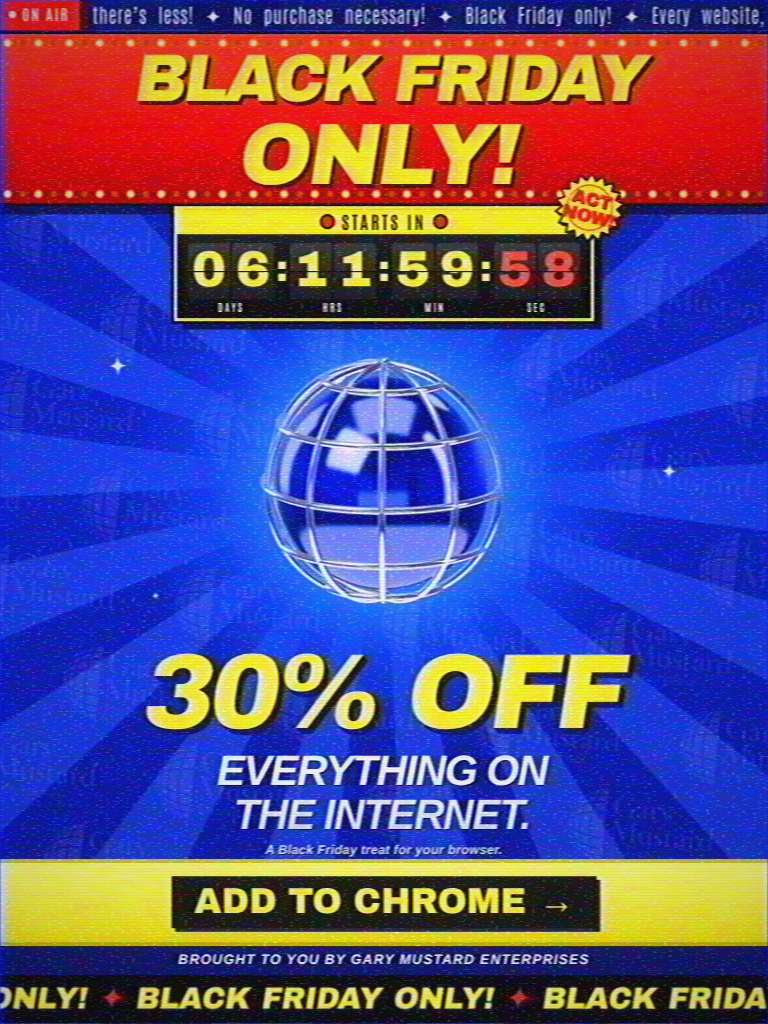 ON AIR there's less! ✦ No purchase necessary! ✦ Black Friday only! ✦ Every website,
BLACK FRIDAY
ONLY!
ACT
NOW!
STARTS IN
06:11:59:58
DAYS HRS MIN SEC
30% OFF
EVERYTHING ON
THE INTERNET.
A Black Friday treat for your browser.
ADD TO CHROME →
BROUGHT TO YOU BY GARY MUSTARD ENTERPRISES
ONLY! ✦ BLACK FRIDAY ONLY! ✦ BLACK FRIDA
Gary
Mustard